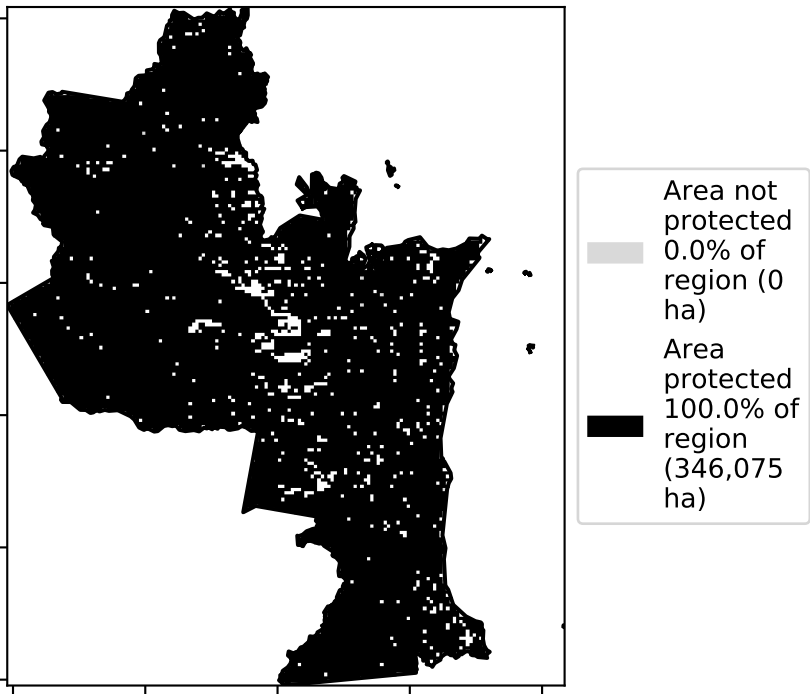 Area not
protected
0.0% of
region (0
ha)
Area
protected
100.0% of
region
(346,075
ha)